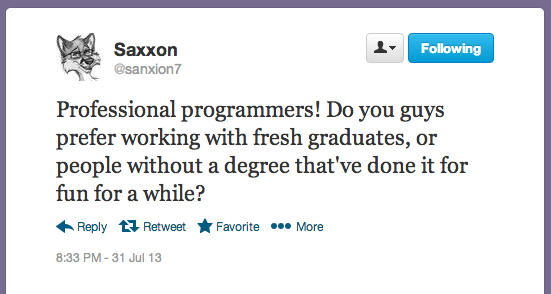 Saxxon
@sanxion7
Following
Professional programmers! Do you guys
prefer working with fresh graduates, or
people without a degree that've done it for
fun for a while?
Reply Retweet Favorite More
8:33 PM - 31 Jul 13